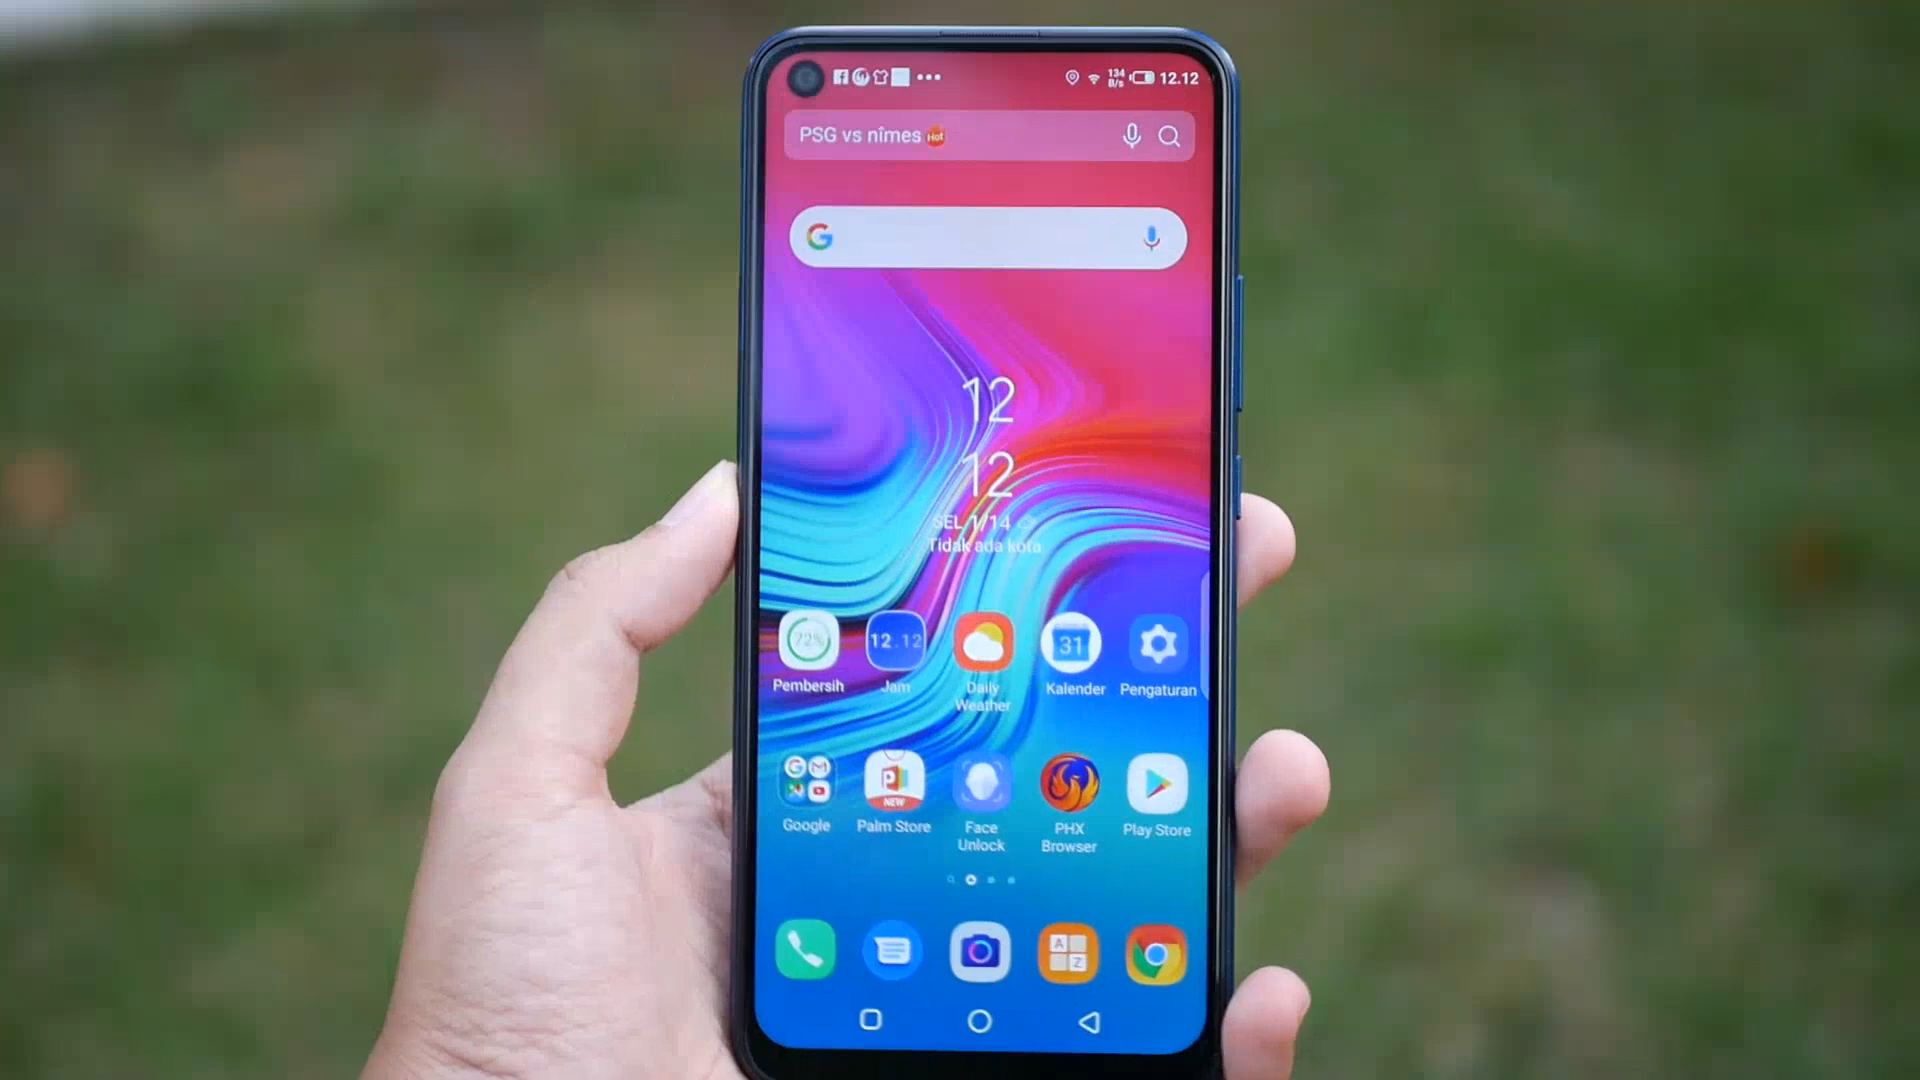 134
B/s
12.12
PSG vs nîmes Hot
12
12
SEL 1/14
Tidak ada kota
72%
12.12
31
Pembersih
Jam
Daily
Weather
Kalender
Pengaturan
NEW
Google
Palm Store
Face
Unlock
PHX
Browser
Play Store
A
Z